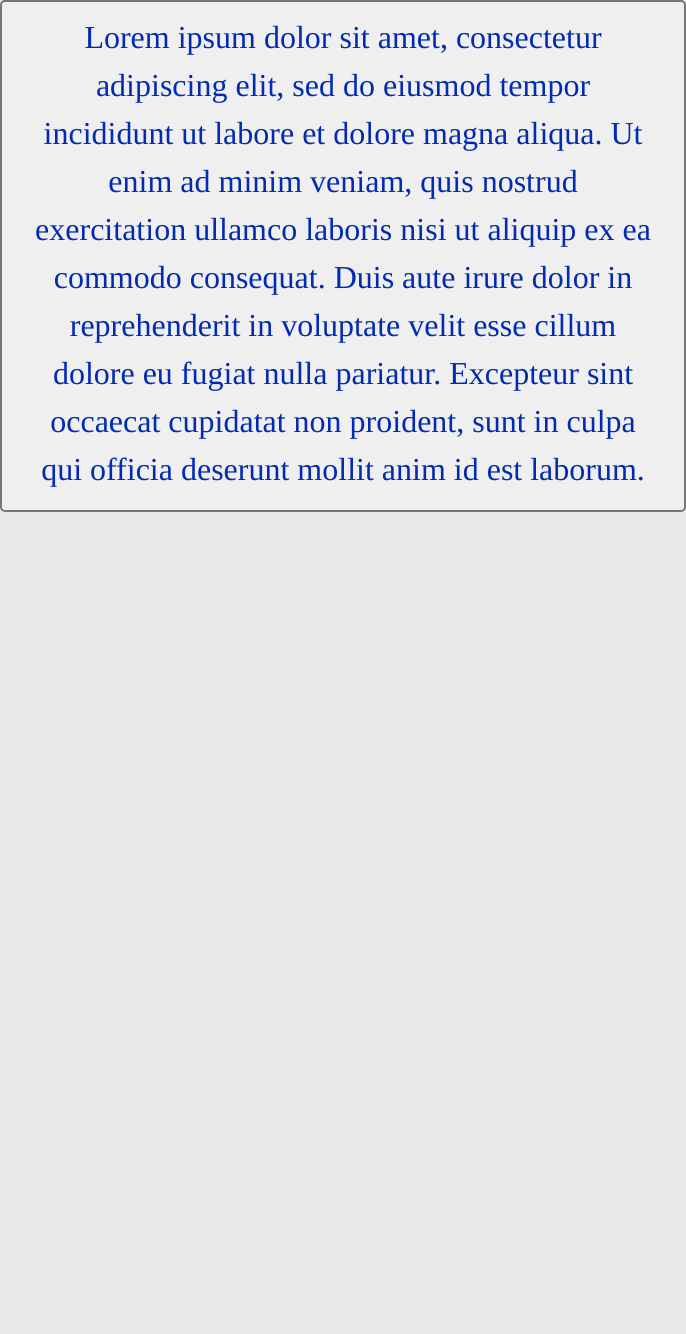 Lorem ipsum dolor sit amet, consectetur
adipiscing elit, sed do eiusmod tempor
incididunt ut labore et dolore magna aliqua. Ut
enim ad minim veniam, quis nostrud
exercitation ullamco laboris nisi ut aliquip ex ea
commodo consequat. Duis aute irure dolor in
reprehenderit in voluptate velit esse cillum
dolore eu fugiat nulla pariatur. Excepteur sint
occaecat cupidatat non proident, sunt in culpa
qui officia deserunt mollit anim id est laborum.